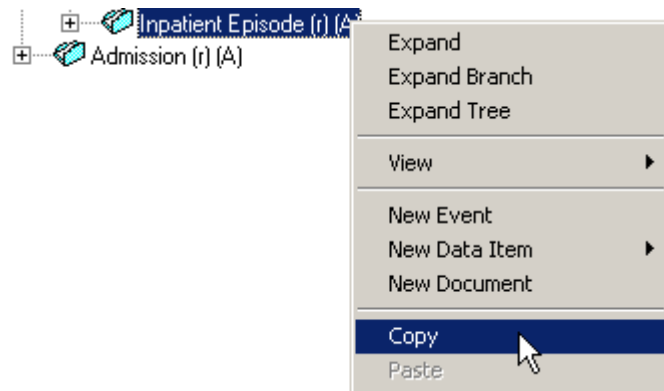 Inpatient Episode (r) (A)
Admission (r) (A)
Expand
Expand Branch
Expand Tree
View
New Event
New Data Item
New Document
Copy
Paste